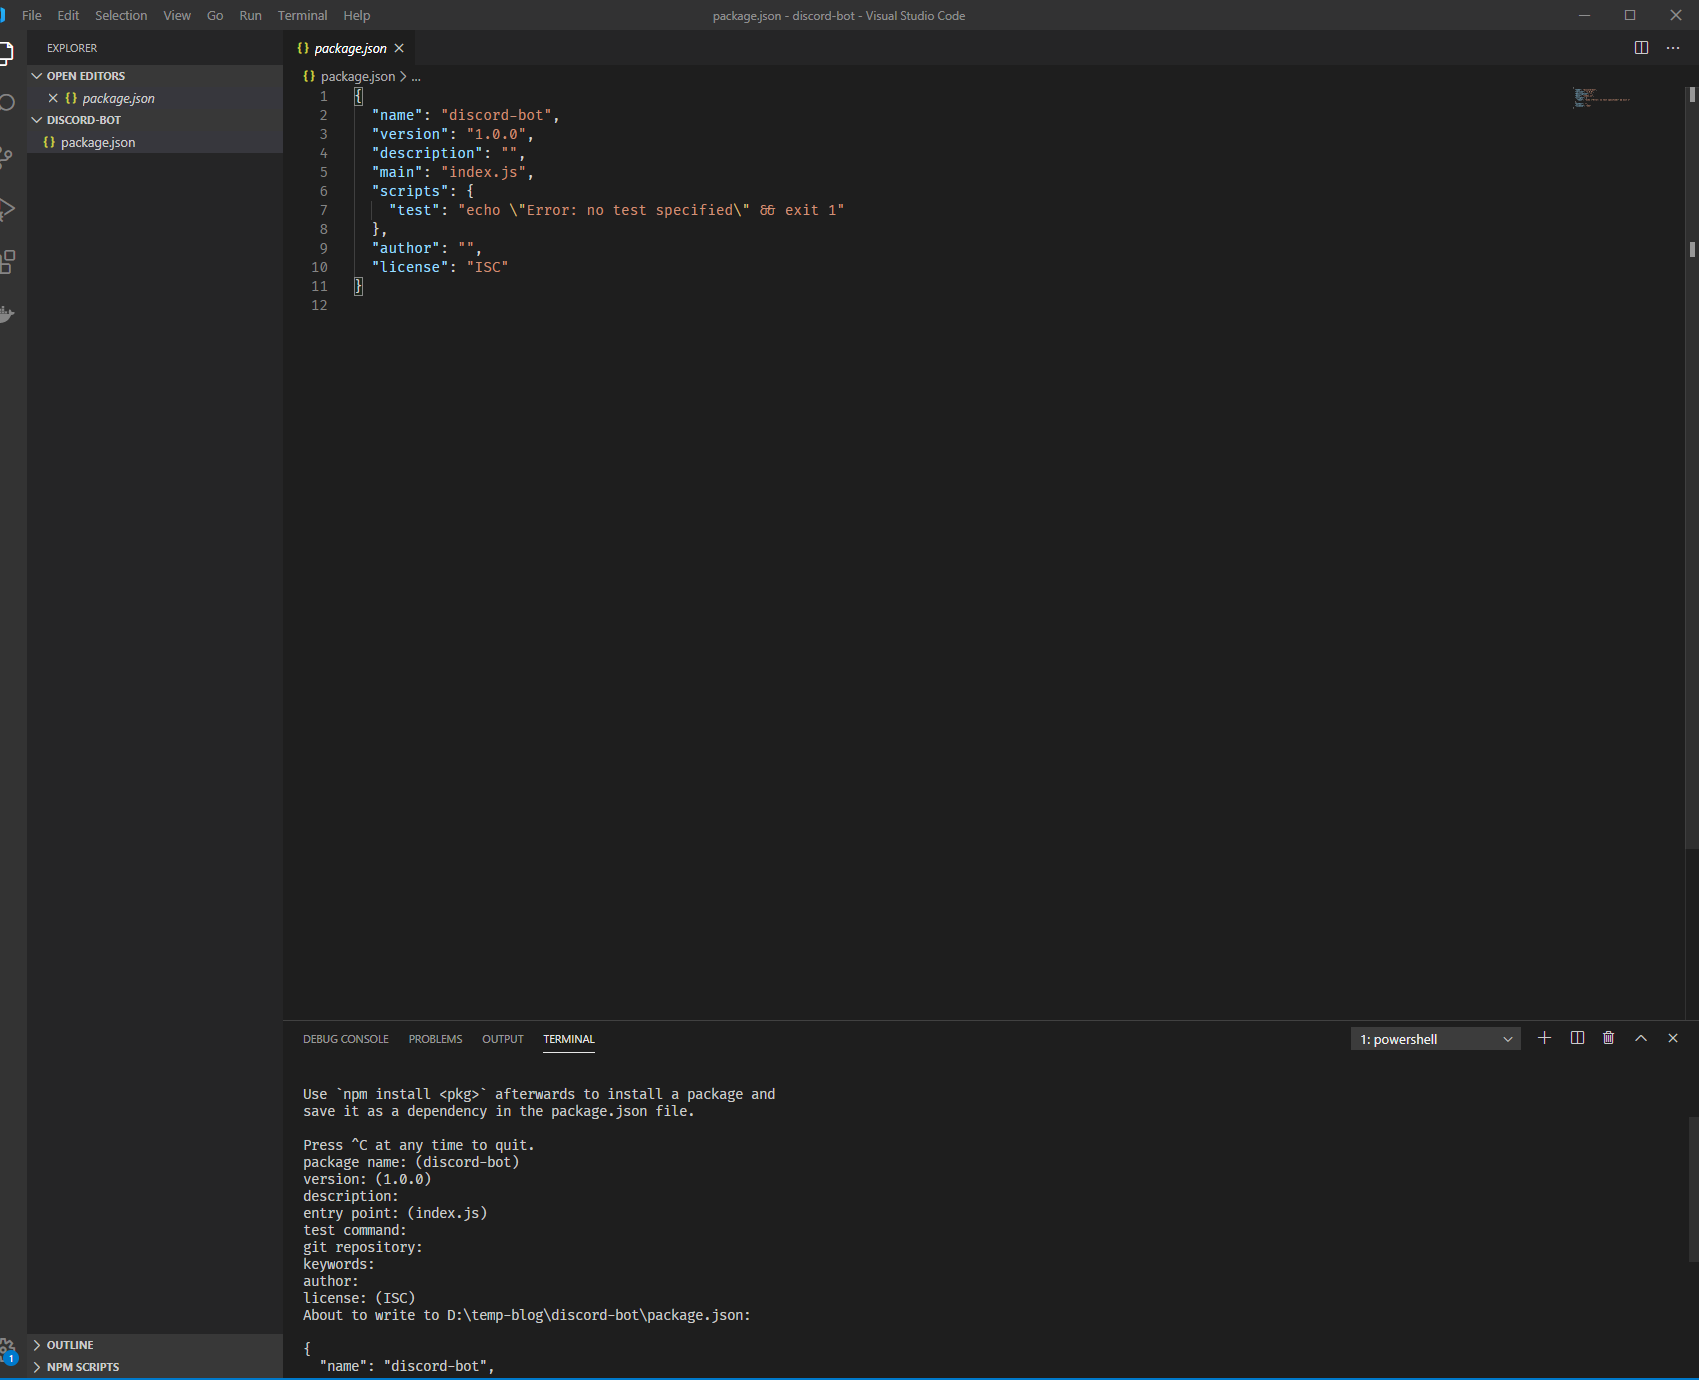 File Edit Selection View Go Run Terminal Help
package.json - discord-bot - Visual Studio Code
EXPLORER
OPEN EDITORS
{} package.json
DISCORD-BOT
{} package.json
OUTLINE
NPM SCRIPTS
1
{} package.json
{} package.json > ...
1 {
2 "name": "discord-bot",
3 "version": "1.0.0",
4 "description": "",
5 "main": "index.js",
6 "scripts": {
7 "test": "echo \"Error: no test specified\" && exit 1"
8 },
9 "author": "",
10 "license": "ISC"
11 }
12
DEBUG CONSOLE PROBLEMS OUTPUT TERMINAL
1: powershell
Use `npm install <pkg>` afterwards to install a package and
save it as a dependency in the package.json file.
Press ^C at any time to quit.
package name: (discord-bot)
version: (1.0.0)
description:
entry point: (index.js)
test command:
git repository:
keywords:
author:
license: (ISC)
About to write to D:\temp-blog\discord-bot\package.json:
{
"name": "discord-bot",